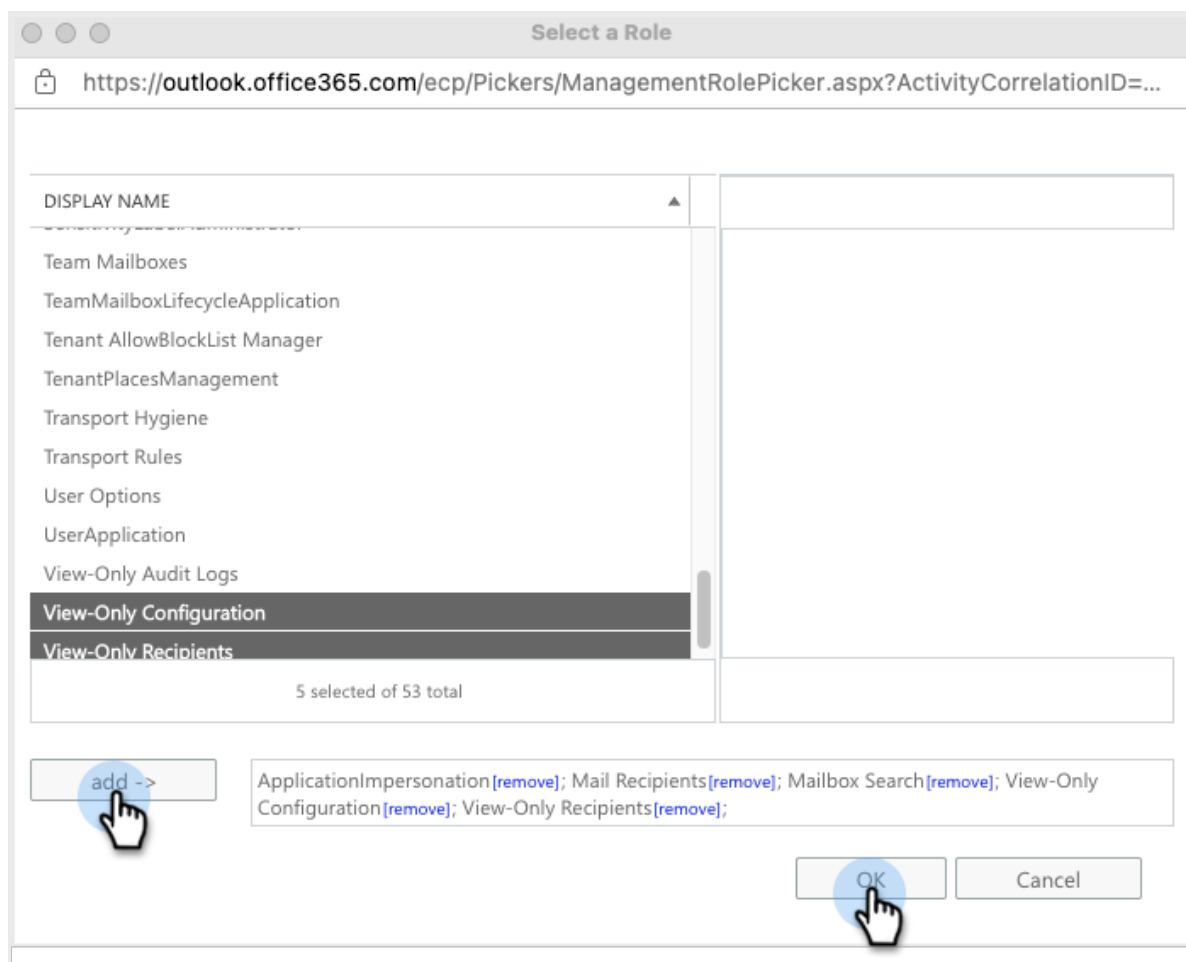 Select a Role
https://outlook.office365.com/ecp/Pickers/ManagementRolePicker.aspx?ActivityCorrelationID=...
DISPLAY NAME
Team Mailboxes
TeamMailboxLifecycleApplication
Tenant AllowBlockList Manager
TenantPlacesManagement
Transport Hygiene
Transport Rules
User Options
UserApplication
View-Only Audit Logs
View-Only Configuration
View-Only Recipients
5 selected of 53 total
add ->
ApplicationImpersonation[remove]; Mail Recipients[remove]; Mailbox Search[remove]; View-Only
Configuration[remove]; View-Only Recipients[remove];
OK
Cancel